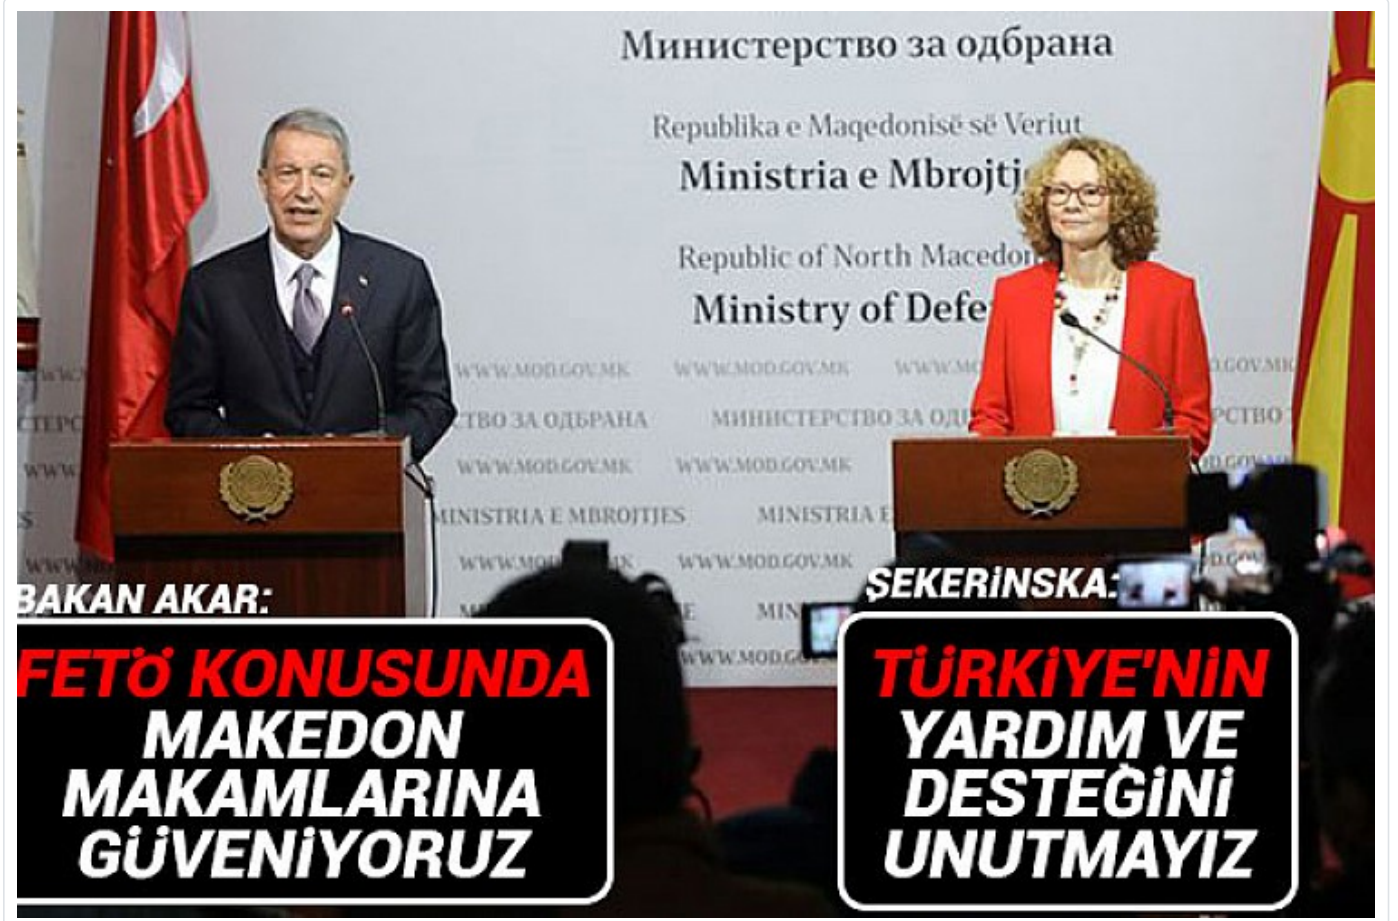 Министерство за одбрана
Republika e Maqedonisë së Veriut
Ministria e Mbrojtj
Republic of North Macedon
Ministry of Defe
WWW.MOD.GOV.MK WWW.MOD.GOV.MK
СТВО ЗА ОДБРАНА МИНИСТЕРСТВО ЗА ОДБ РСТВО
WWW.MOD.GOV.MK WWW.MOD.GOV.MK
MINISTRIA E MBROJTJES MINISTRIA E
WWW.MOD.GOV.MK
BAKAN AKAR:
FETÖ KONUSUNDA
MAKEDON
MAKAMLARINA
GÜVENİYORUZ
ŞEKERİNSKA:
TÜRKİYE'NİN
YARDIM VE
DESTEĞİNİ
UNUTMAYIZ